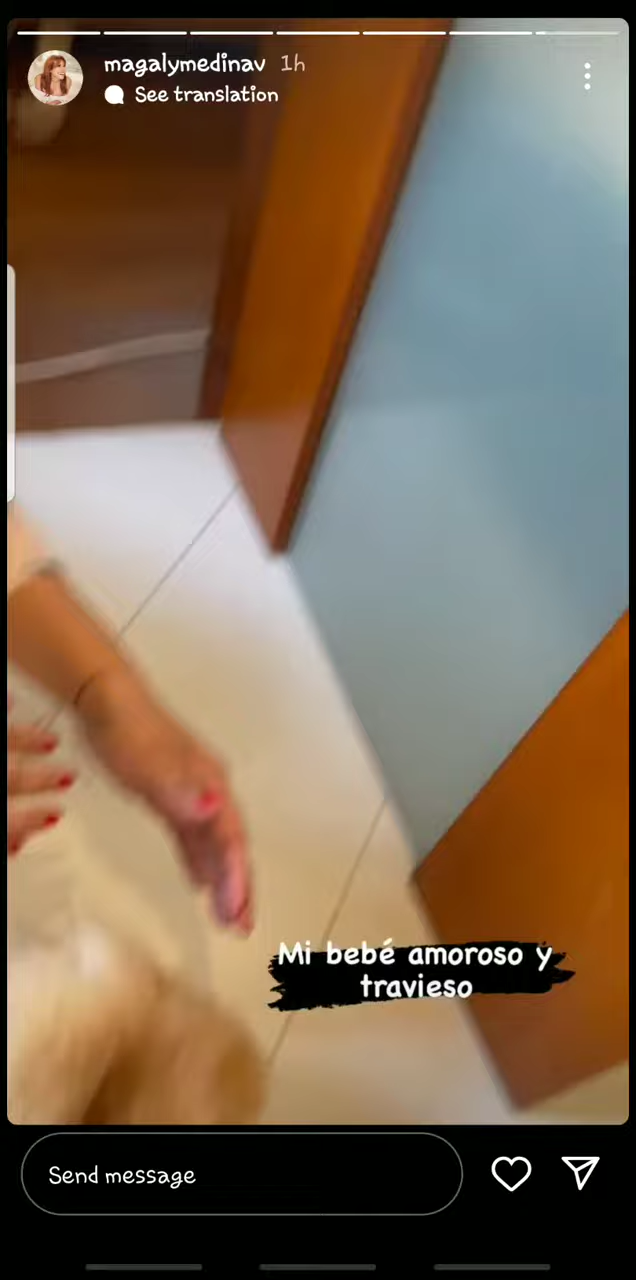 magalymedinav 1h
See translation
Mi bebé amoroso y
travieso
Send message